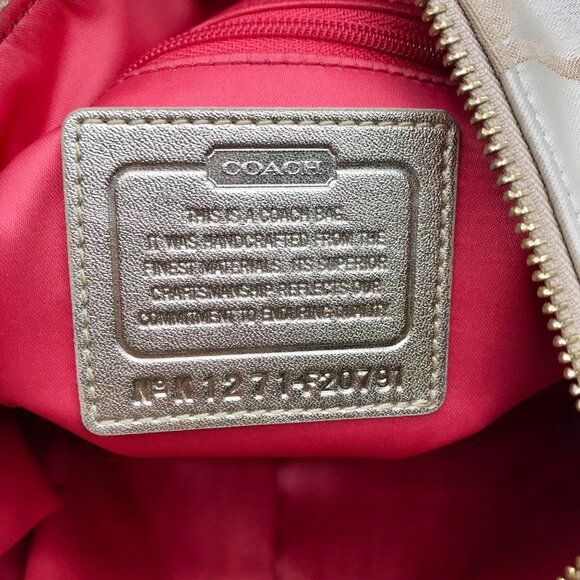 COACH
THIS IS A COACH BAG.
IT WAS HANDCRAFTED FROM THE
FINEST MATERIALS. ITS SUPERIOR
CRAFTSMANSHIP REFLECTS OUR
COMMITMENT TO ENDURING QUALITY.
Nº K1271-F20791